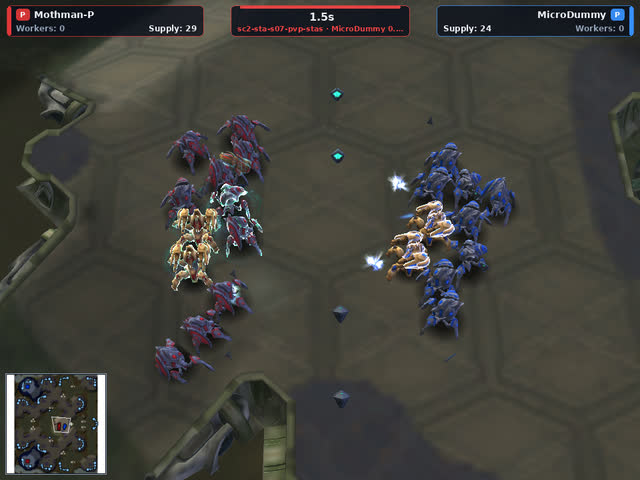 P Mothman-P
Workers: 0 Supply: 29
1.5s
sc2-sta-s07-pvp-stas · MicroDummy 0....
MicroDummy P
Supply: 24 Workers: 0